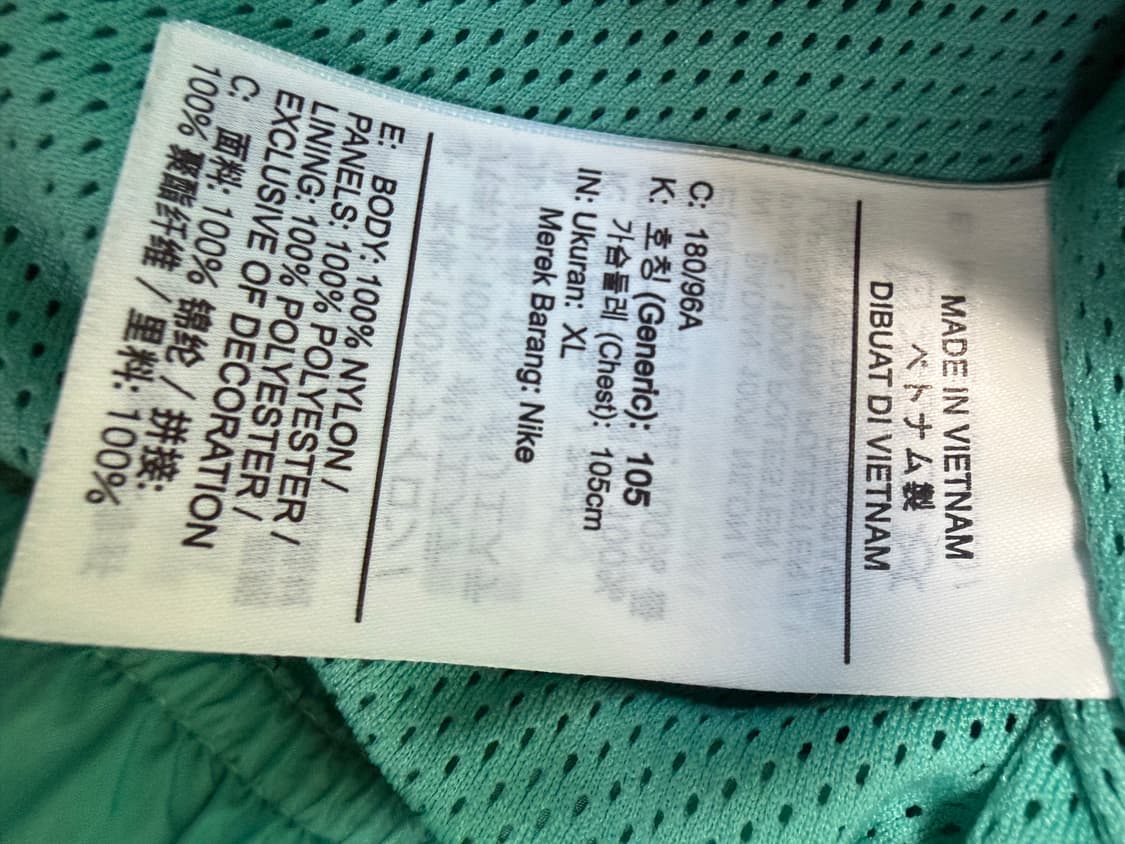 MADE IN VIETNAM
ベトナム製
DIBUAT DI VIETNAM
C: 180/96A
K: 호칭 (Generic): 105
가슴둘레 (Chest): 105cm
IN: Ukuran: XL
Merek Barang: Nike
E: BODY: 100% NYLON /
PANELS: 100% POLYESTER /
LINING: 100% POLYESTER /
EXCLUSIVE OF DECORATION
C: 面料: 100% 锦纶 / 拼接:
100% 聚酯纤维 / 里料: 100%